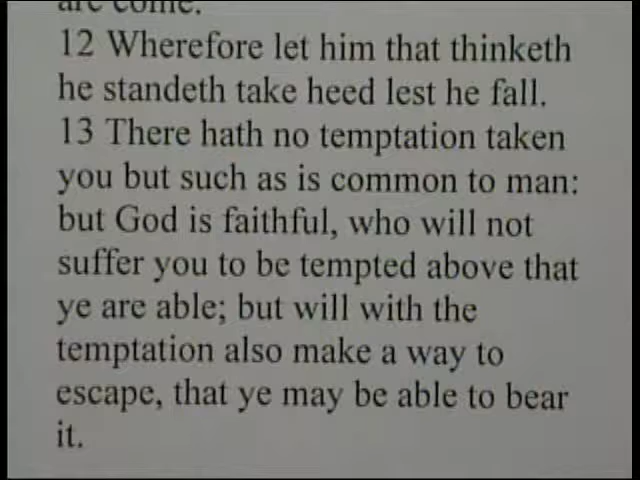 are come.
12 Wherefore let him that thinketh
he standeth take heed lest he fall.
13 There hath no temptation taken
you but such as is common to man:
but God is faithful, who will not
suffer you to be tempted above that
ye are able; but will with the
temptation also make a way to
escape, that ye may be able to bear
it.